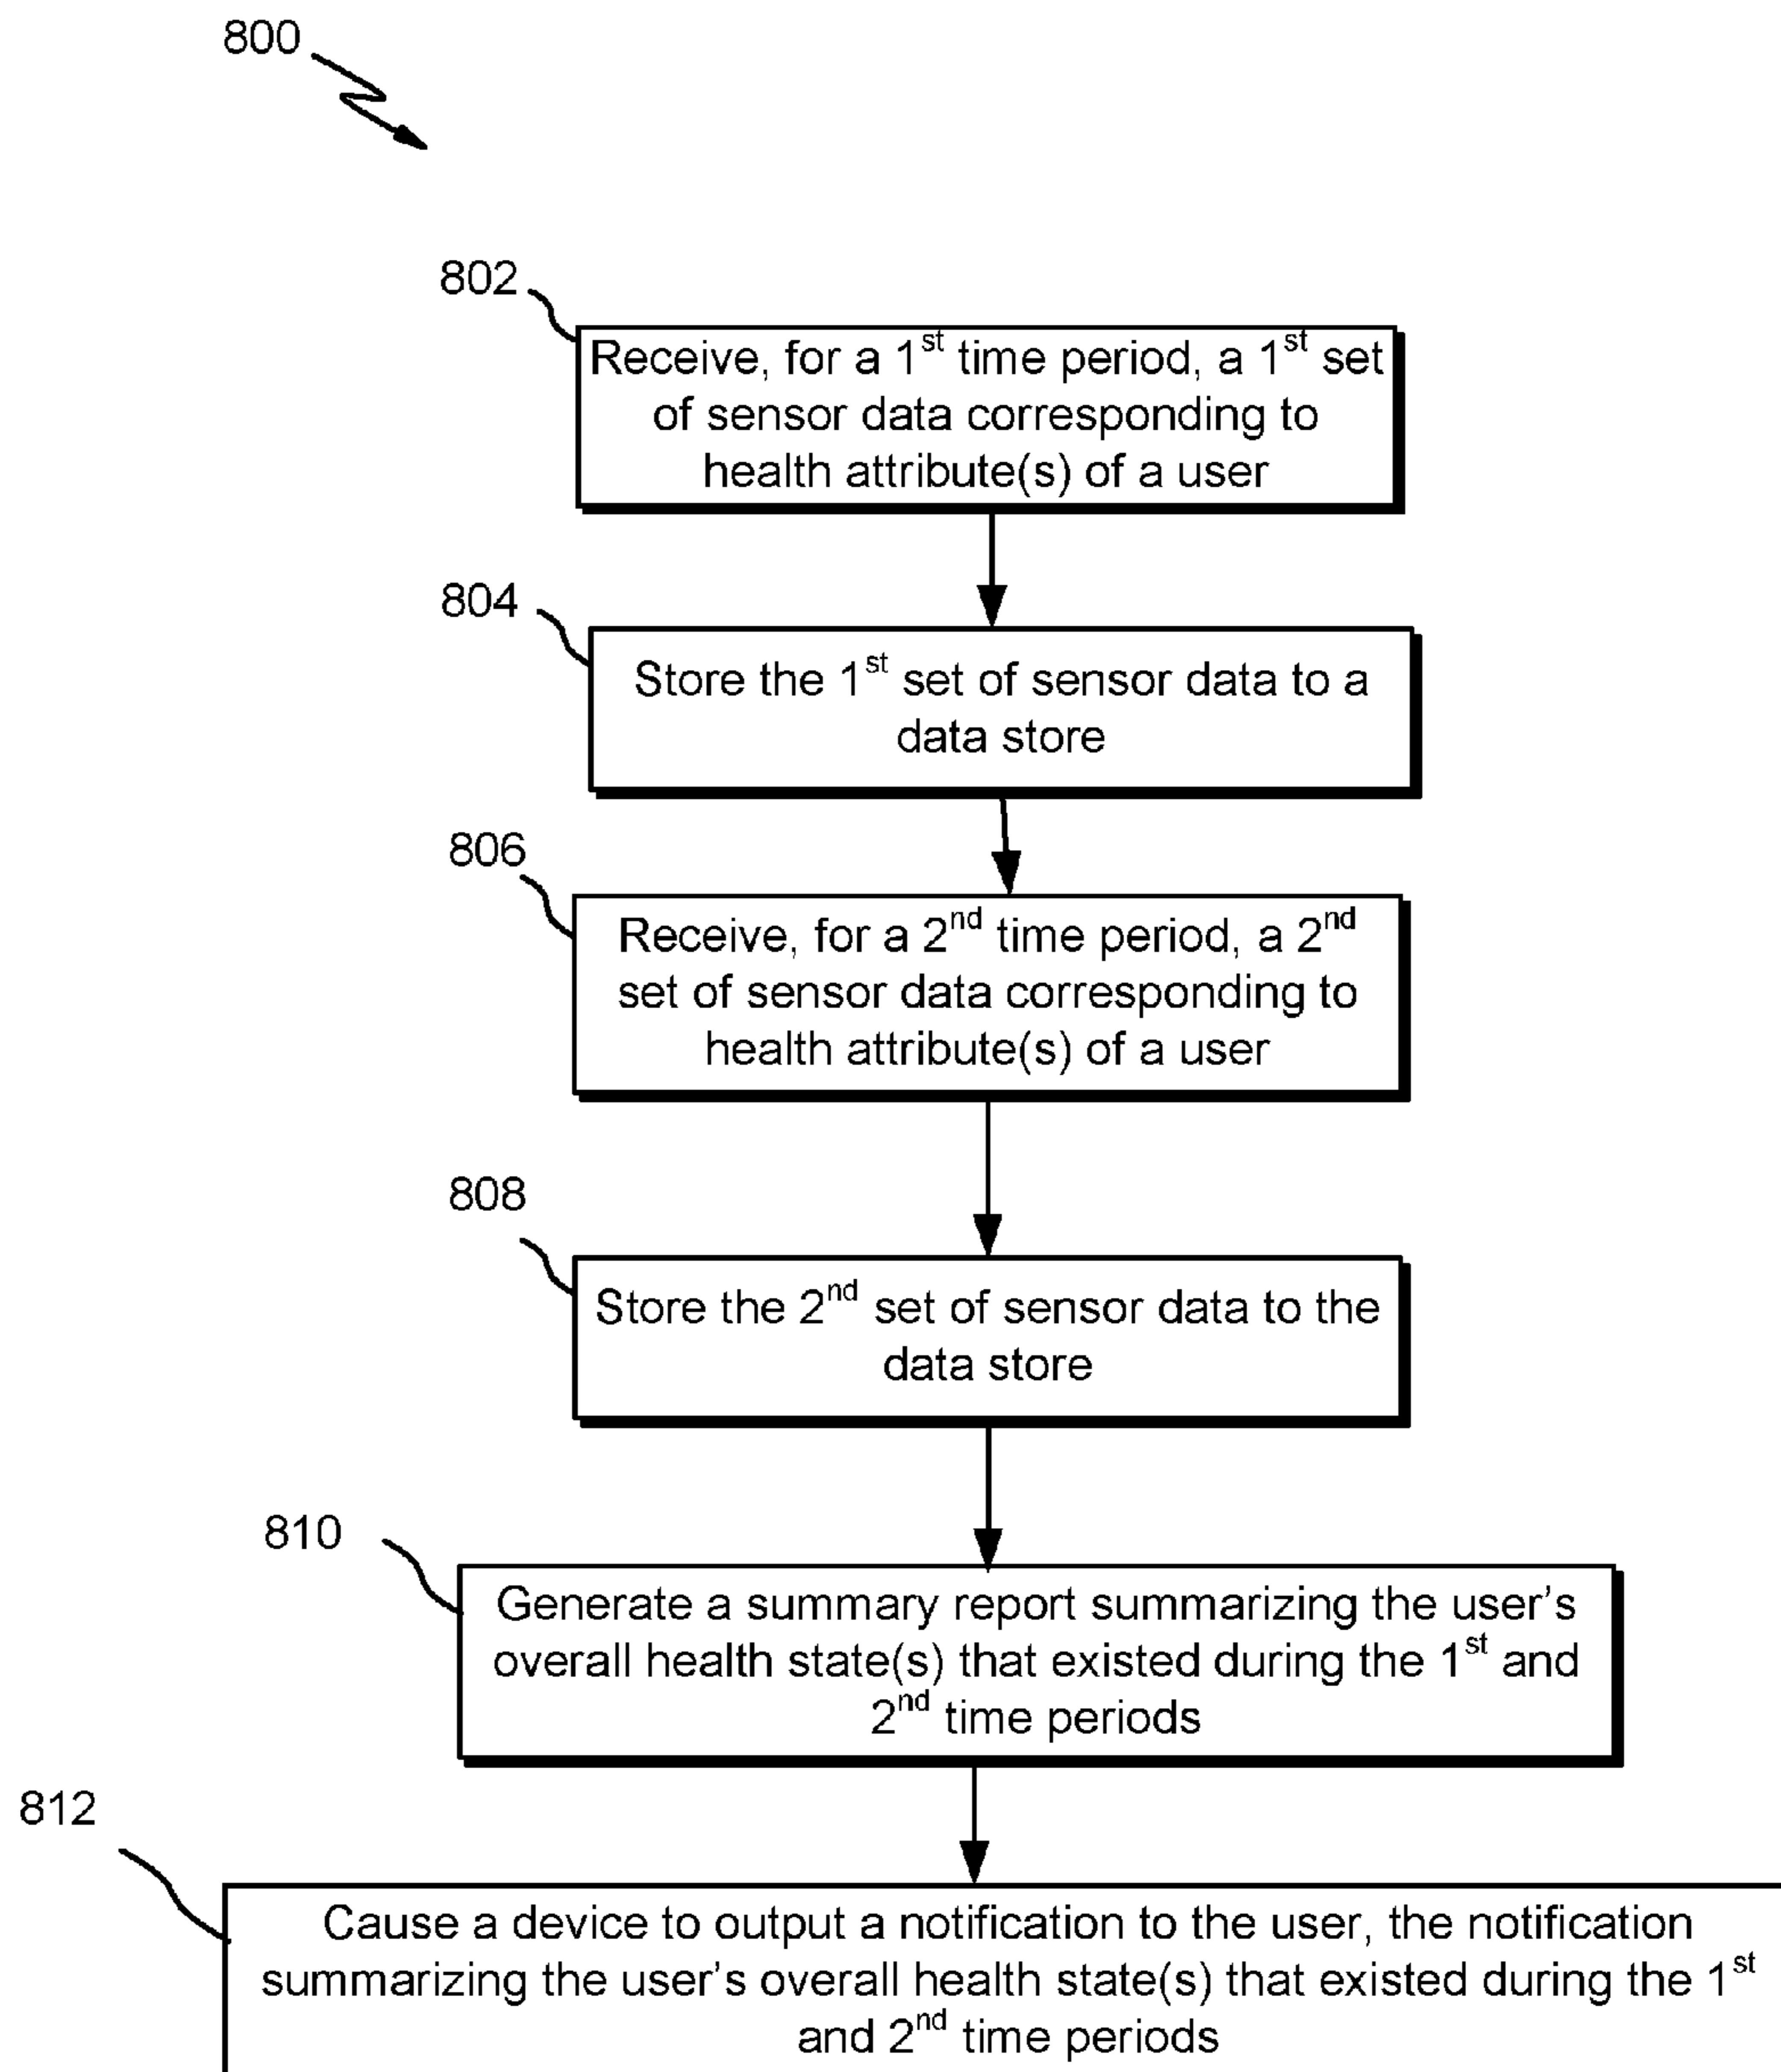 800
802
Receive, for a 1st time period, a 1st set
of sensor data corresponding to
health attribute(s) of a user
804
Store the 1st set of sensor data to a
data store
806
Receive, for a 2nd time period, a 2nd
set of sensor data corresponding to
health attribute(s) of a user
808
Store the 2nd set of sensor data to the
data store
810
Generate a summary report summarizing the user’s
overall health state(s) that existed during the 1st and
2nd time periods
812
Cause a device to output a notification to the user, the notification
summarizing the user’s overall health state(s) that existed during the 1st
and 2nd time periods